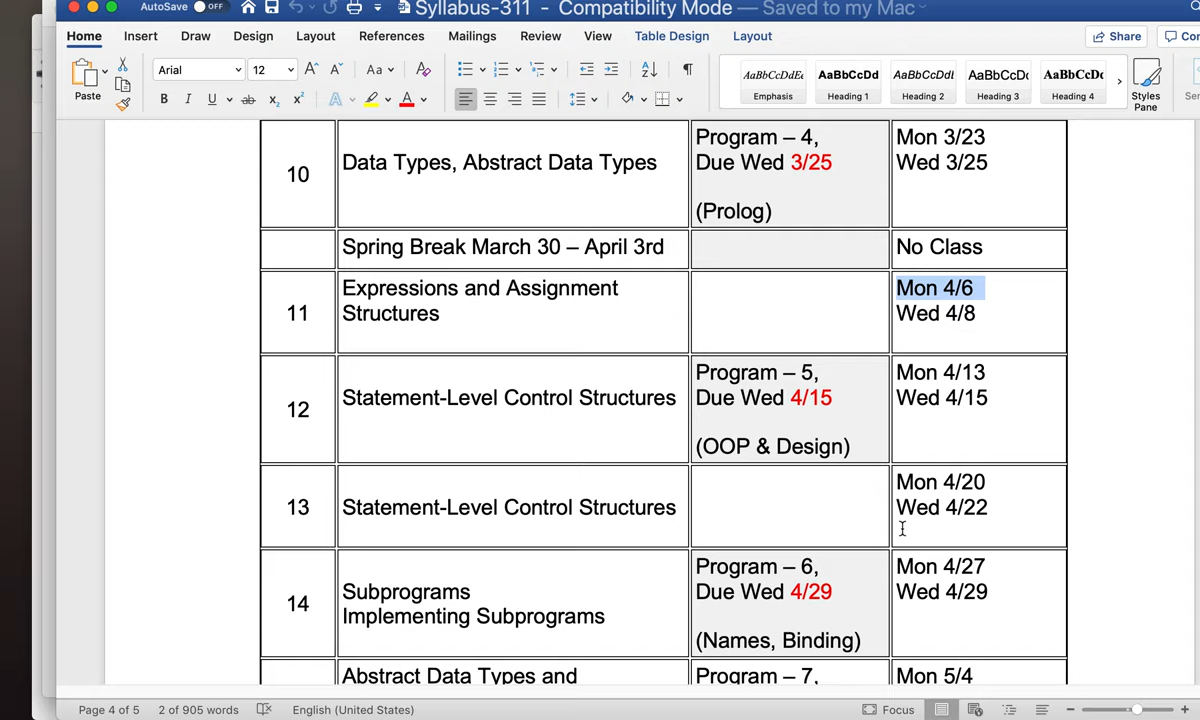 AutoSave OFF Syllabus-311 - Compatibility Mode — Saved to my Mac
Home Insert Draw Design Layout References Mailings Review View Table Design Layout Share
Paste
Arial 12 A A Aa A
AaBbCcDdEe AaBbCcDd AaBbCcDdI AaBbCcDc AaBbCcDc
B I U ab x2 x2 A A
Emphasis Heading 1 Heading 2 Heading 3 Heading 4 Styles Pane
10
Data Types, Abstract Data Types
Program – 4,
Due Wed 3/25
(Prolog)
Mon 3/23
Wed 3/25
Spring Break March 30 – April 3rd
No Class
11
Expressions and Assignment
Structures
Mon 4/6
Wed 4/8
12
Statement-Level Control Structures
Program – 5,
Due Wed 4/15
(OOP & Design)
Mon 4/13
Wed 4/15
13
Statement-Level Control Structures
Mon 4/20
Wed 4/22
14
Subprograms
Implementing Subprograms
Program – 6,
Due Wed 4/29
(Names, Binding)
Mon 4/27
Wed 4/29
Abstract Data Types and
Program – 7,
Mon 5/4
Page 4 of 5 2 of 905 words English (United States) Focus